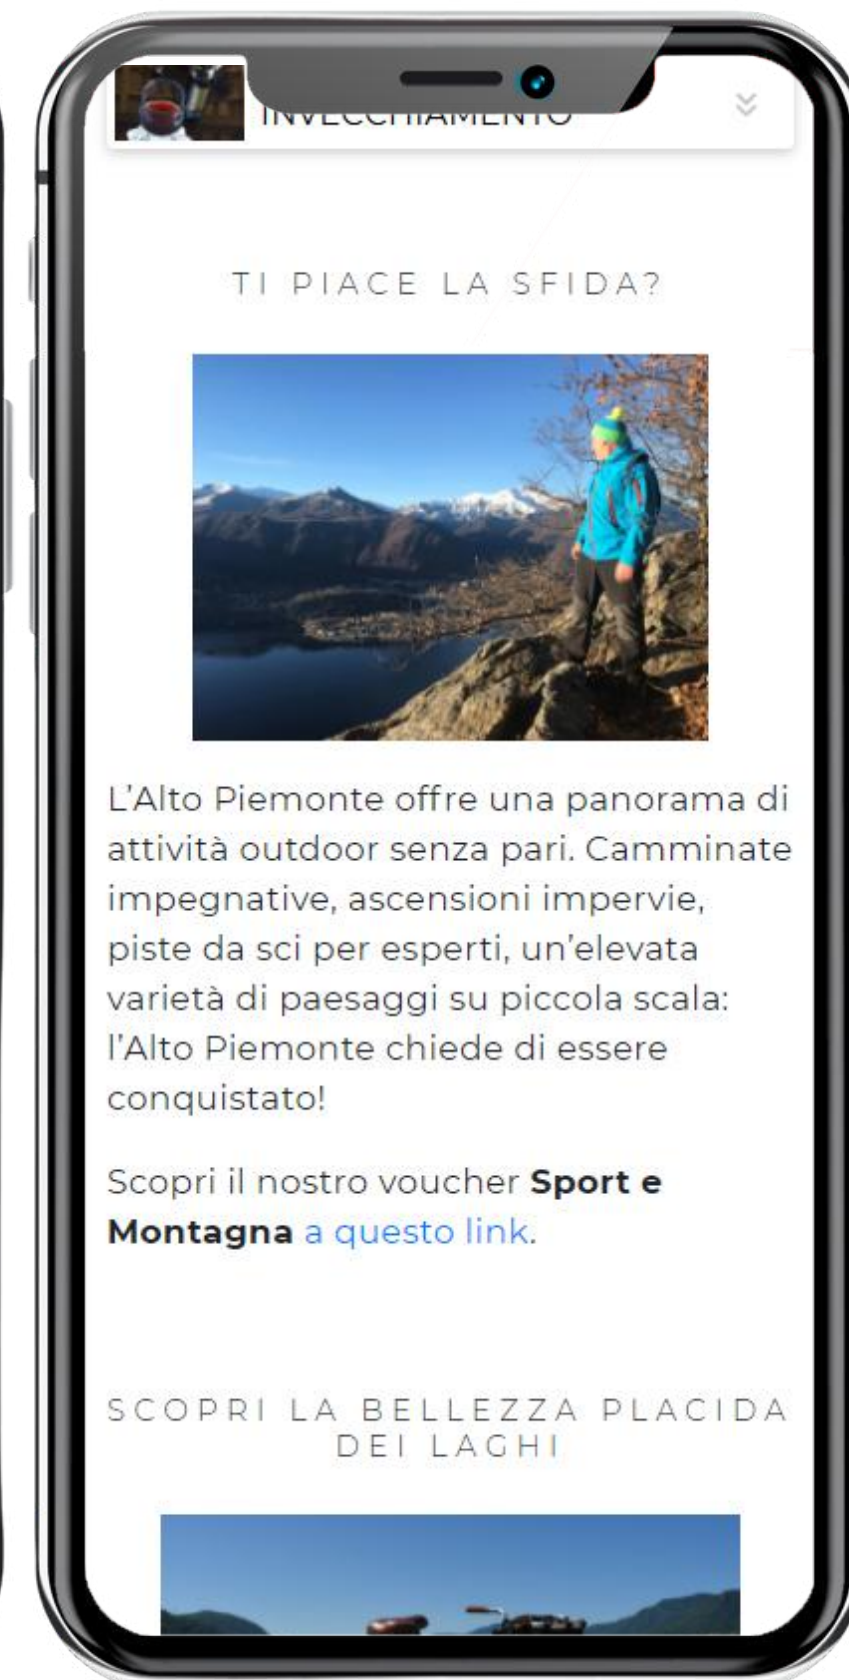 INVECCHIAMENTO
TI PIACE LA SFIDA?
L’Alto Piemonte offre una panorama di
attività outdoor senza pari. Camminate
impegnative, ascensioni impervie,
piste da sci per esperti, un’elevata
varietà di paesaggi su piccola scala:
l’Alto Piemonte chiede di essere
conquistato!
Scopri il nostro voucher Sport e
Montagna a questo link.
SCOPRI LA BELLEZZA PLACIDA
DEI LAGHI